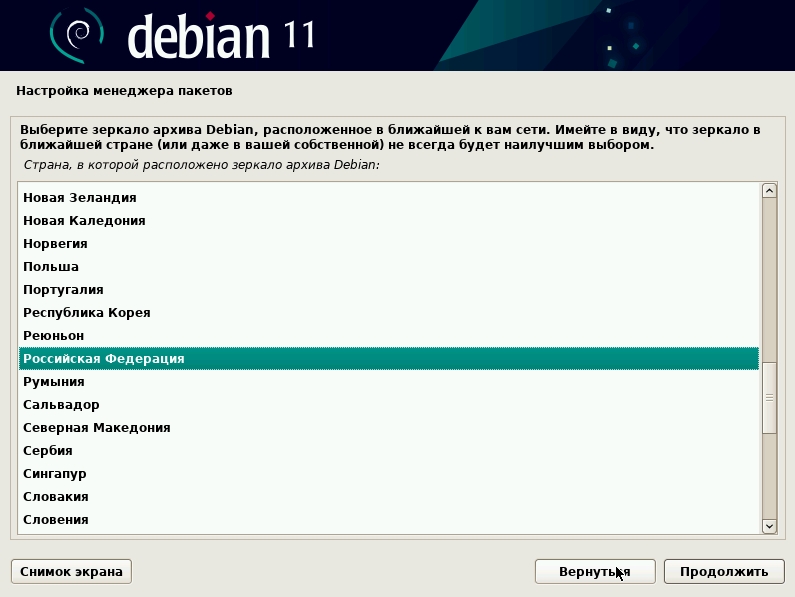 debian 11
Настройка менеджера пакетов
Выберите зеркало архива Debian, расположенное в ближайшей к вам сети. Имейте в виду, что зеркало в
ближайшей стране (или даже в вашей собственной) не всегда будет наилучшим выбором.
Страна, в которой расположено зеркало архива Debian:
Новая Зеландия
Новая Каледония
Норвегия
Польша
Португалия
Республика Корея
Реюньон
Российская Федерация
Румыния
Сальвадор
Северная Македония
Сербия
Сингапур
Словакия
Словения
Снимок экрана
Вернуться
Продолжить